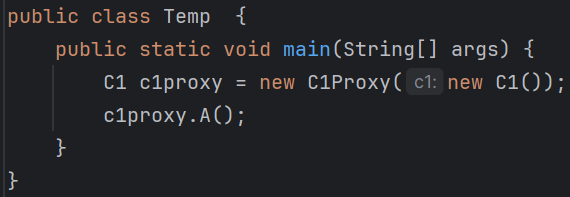 public class Temp  {
    public static void main(String[] args) {
        C1 c1proxy = new C1Proxy( c1: new C1());
        c1proxy.A();
    }
}